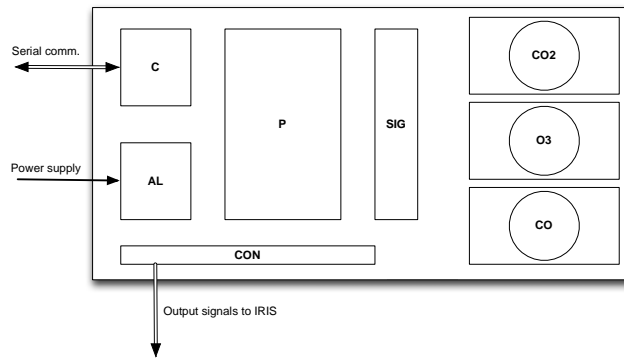 Serial comm.
C
P
SIG
CO2
O3
Power supply
AL
CO
CON
Output signals to IRIS